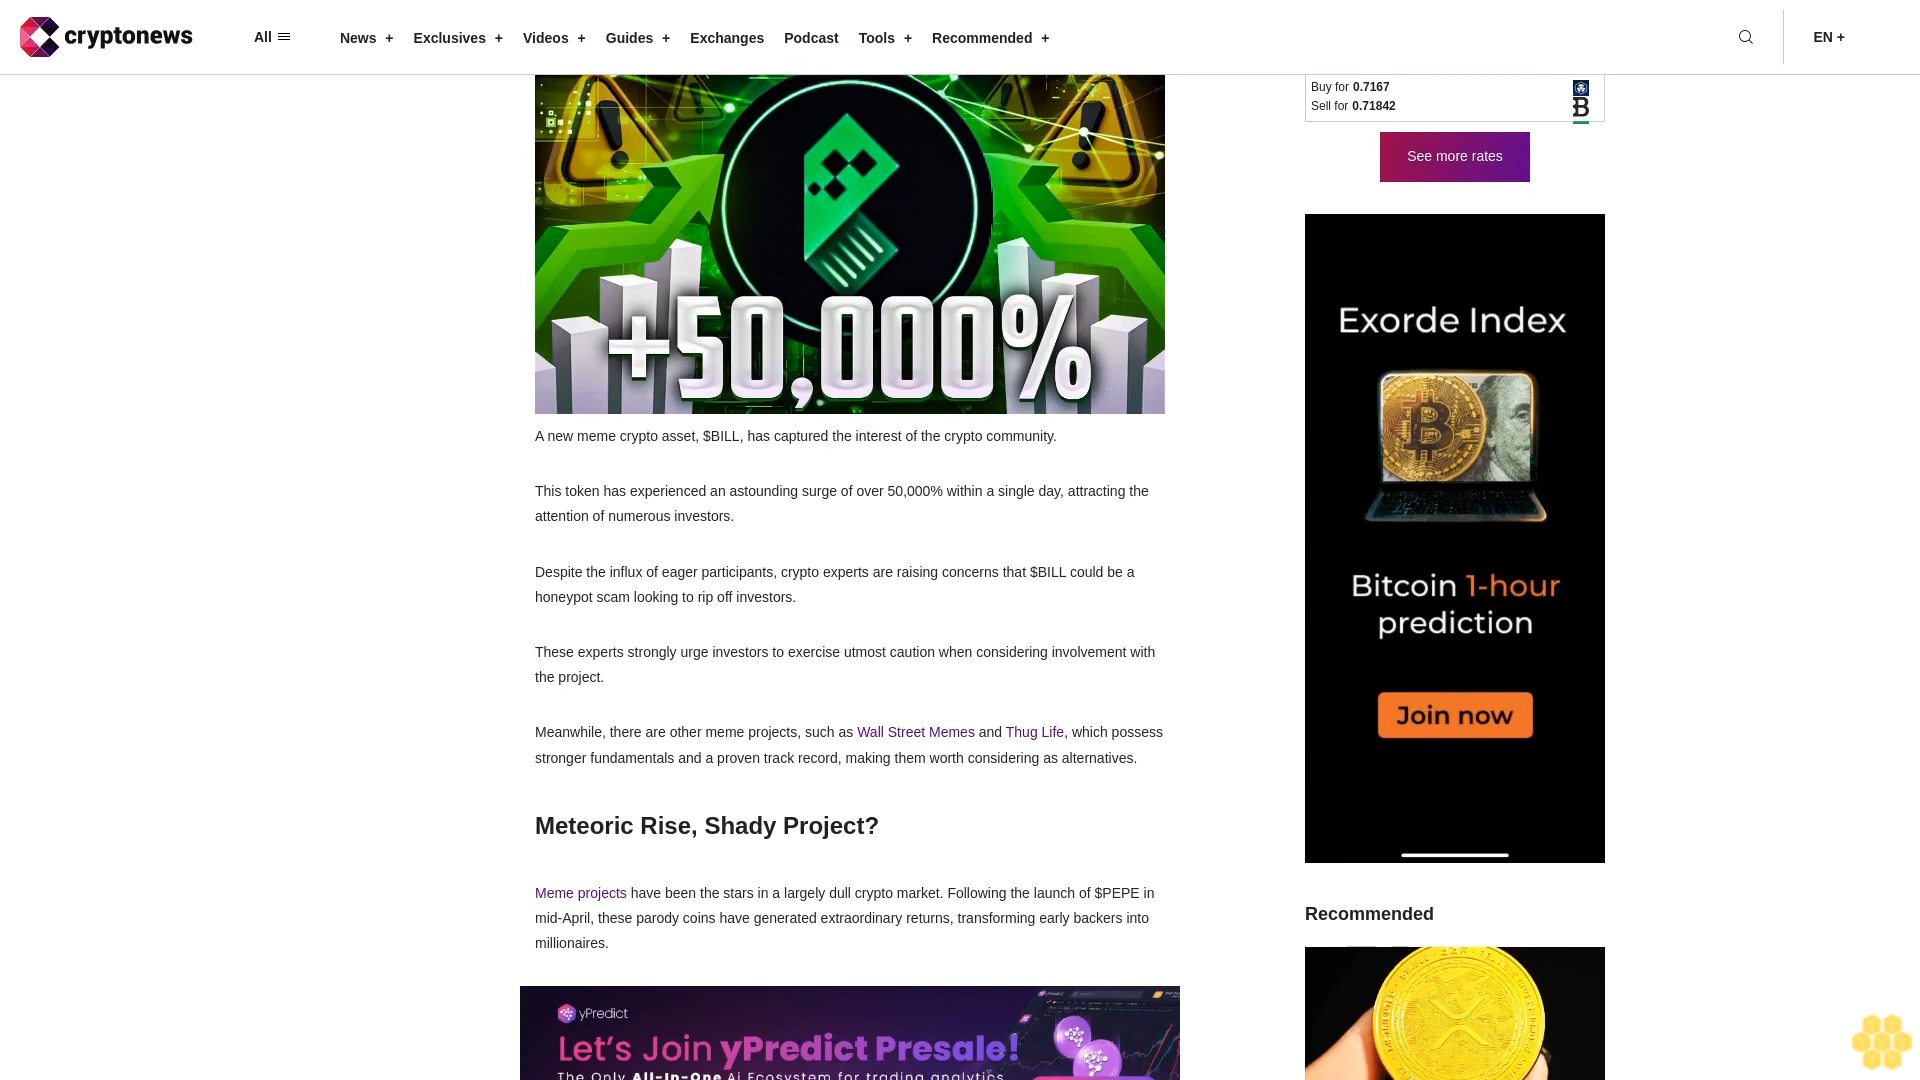 cryptonews
All
News +
Exclusives +
Videos +
Guides +
Exchanges
Podcast
Tools +
Recommended +
EN +
+50,000%
A new meme crypto asset, $BILL, has captured the interest of the crypto community.
This token has experienced an astounding surge of over 50,000% within a single day, attracting the
attention of numerous investors.
Despite the influx of eager participants, crypto experts are raising concerns that $BILL could be a
honeypot scam looking to rip off investors.
These experts strongly urge investors to exercise utmost caution when considering involvement with
the project.
Meanwhile, there are other meme projects, such as Wall Street Memes and Thug Life, which possess
stronger fundamentals and a proven track record, making them worth considering as alternatives.
Meteoric Rise, Shady Project?
Meme projects have been the stars in a largely dull crypto market. Following the launch of $PEPE in
mid-April, these parody coins have generated extraordinary returns, transforming early backers into
millionaires.
yPredict
Let's Join yPredict Presale!
The Only All-In-One Ai Ecosystem for trading analytics
Buy for 0.7167
Sell for 0.71842
See more rates
Exorde Index
Bitcoin 1-hour
prediction
Join now
Recommended